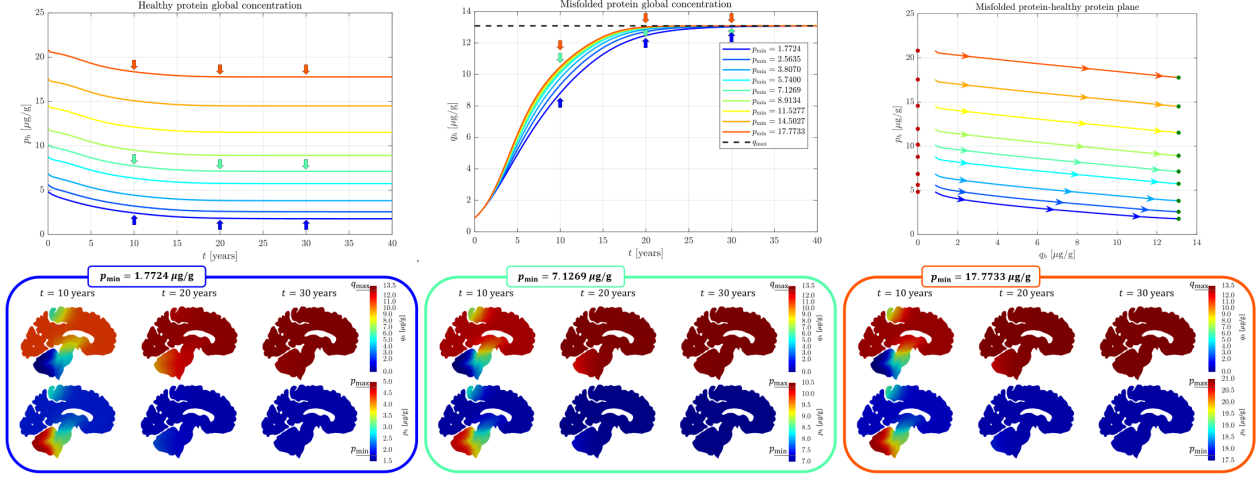 Healthy protein global concentration
25
20
15
10
5
0
0 5 10 15 20 25 30 35 40
t [years]
p_h [µg/g]
Misfolded protein global concentration
14
12
10
8
6
4
2
0
0 10 20 30 40
t [years]
q_h [µg/g]
p_min = 1.7724
p_min = 2.5635
p_min = 3.8070
p_min = 5.7400
p_min = 7.1269
p_min = 8.9134
p_min = 11.5277
p_min = 14.5027
p_min = 17.7733
q_max
Misfolded protein-healthy protein plane
25
20
15
10
5
0
0 2 4 6 8 10 12 14
q_h [µg/g]
p_h [µg/g]
p_min = 1.7724 µg/g
t = 10 years t = 20 years t = 30 years
q_max
13.5
12.0
11.0
10.0
9.0
8.0
7.0
6.0
5.0
4.0
3.0
2.0
0.0
q_h [µg/g]
p_max
5.0
4.5
4.0
3.5
3.0
2.5
2.0
1.5
p_h [µg/g]
p_min
p_min = 7.1269 µg/g
t = 10 years t = 20 years t = 30 years
q_max
13.5
12.0
11.0
10.0
9.0
8.0
7.0
6.0
5.0
4.0
3.0
2.0
0.0
q_h [µg/g]
p_max
10.5
10.0
9.5
9.0
8.5
8.0
7.5
7.0
p_h [µg/g]
p_min
p_min = 17.7733 µg/g
t = 10 years t = 20 years t = 30 years
q_max
13.5
12.0
11.0
10.0
9.0
8.0
7.0
6.0
5.0
4.0
3.0
2.0
0.0
q_h [µg/g]
p_max
21.0
20.5
20.0
19.5
19.0
18.5
18.0
17.5
p_h [µg/g]
p_min